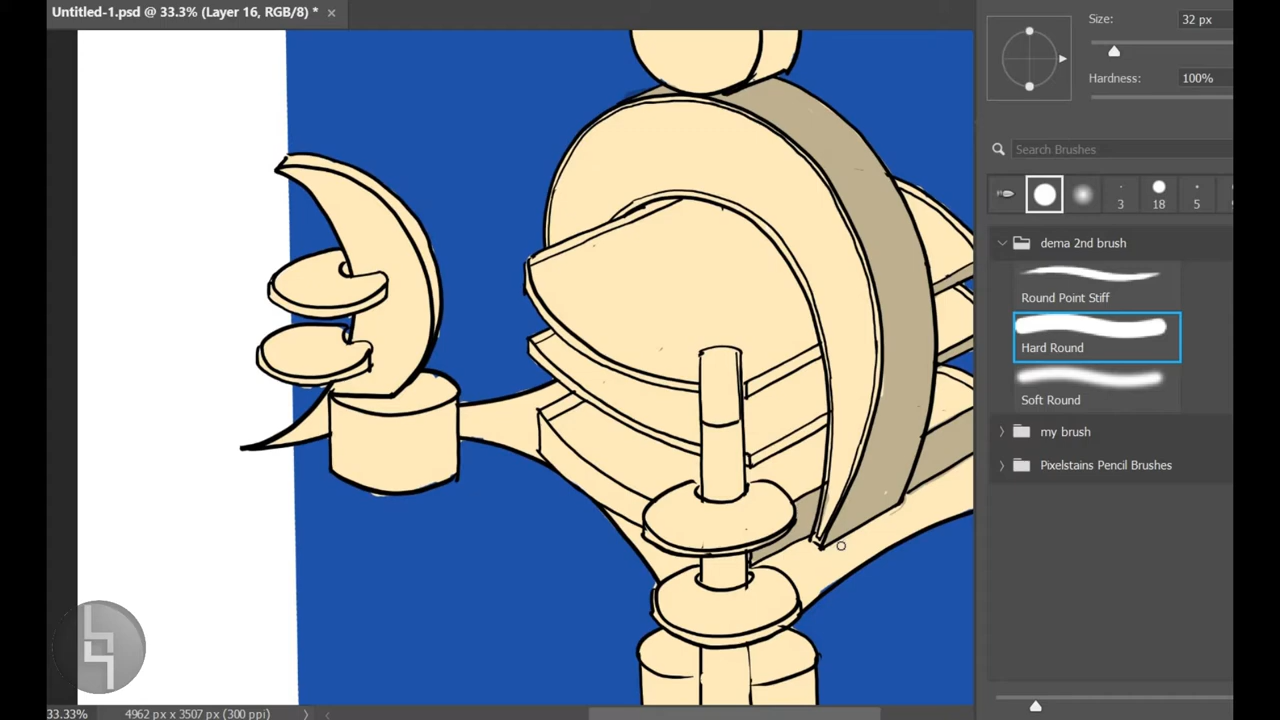 Untitled-1.psd @ 33.3% (Layer 16, RGB/8) * ×
Size: 32 px
Hardness: 100%
Search Brushes
3 18 5
dema 2nd brush
Round Point Stiff
Hard Round
Soft Round
my brush
Pixelstains Pencil Brushes
33.33% 4962 px x 3507 px (300 ppi)